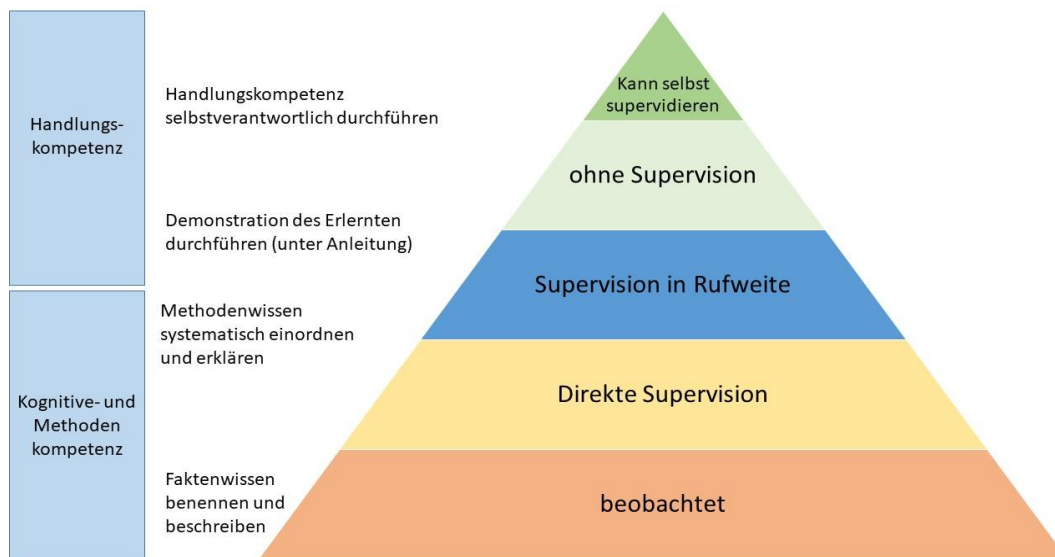 Handlungs-
kompetenz
Kognitive- und
Methoden
kompetenz
Handlungskompetenz
selbstverantwortlich durchführen
Demonstration des Erlernten
durchführen (unter Anleitung)
Methodenwissen
systematisch einordnen
und erklären
Faktenwissen
benennen und
beschreiben
Kann selbst
supervidieren
ohne Supervision
Supervision in Rufweite
Direkte Supervision
beobachtet